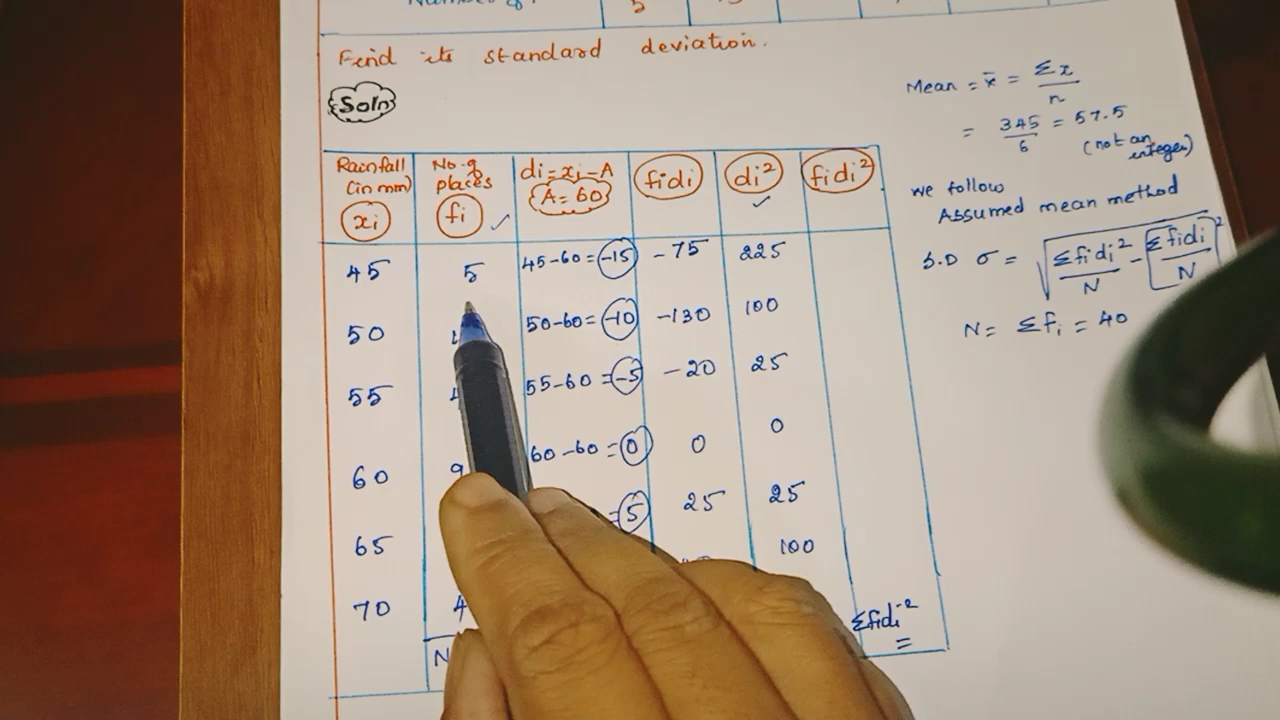 Find its standard deviation.
Soln
Mean = x̄ = Σx/n
= 345/6 = 57.5
(not an integer)
we follow
Assumed mean method
S.D σ = √(Σfidi²/N - (Σfidi/N)²)
N = Σfi = 40
Rainfall (in mm) xi | No. of places fi | di = xi - A A = 60 | fidi | di² | fidi²
45 5 45-60 = -15 -75 225
50 50-60 = -10 -130 100
55 55-60 = -5 -20 25
60 9 60-60 = 0 0 0
65 = 5 25 25
70 4 100
N Σfidi² =